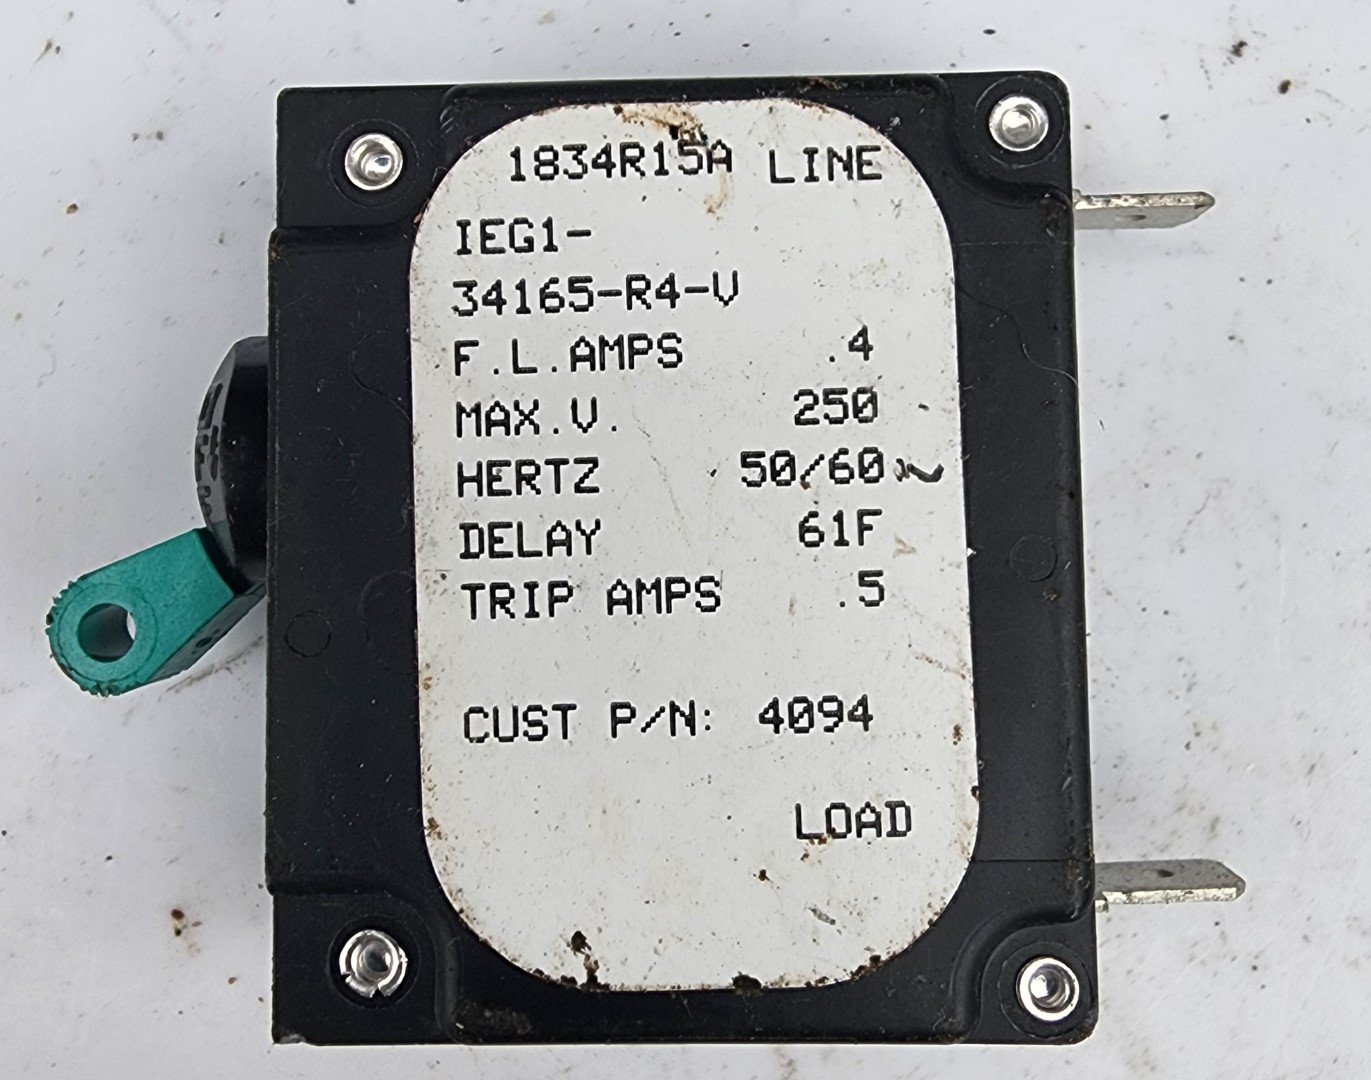 1834R15A LINE
IEG1-
34165-R4-V
F.L.AMPS .4
MAX.V. 250
HERTZ 50/60
DELAY 61F
TRIP AMPS .5
CUST P/N: 4094
LOAD